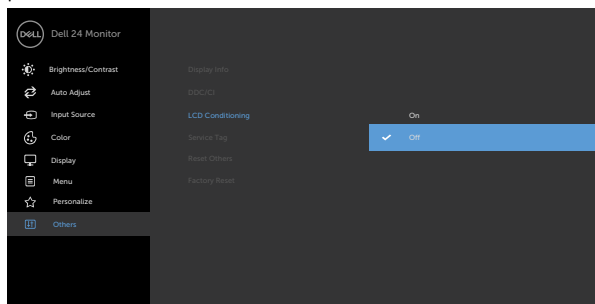 DELL Dell 24 Monitor
Brightness/Contrast
Auto Adjust
Input Source
Color
Display
Menu
Personalize
Others
Display Info
DDC/CI
LCD Conditioning
Service Tag
Reset Others
Factory Reset
On
Off